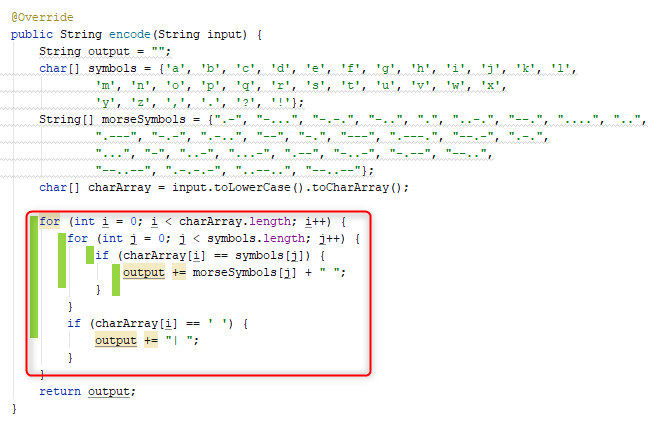 @Override
public String encode(String input) {
    String output = "";
    char[] symbols = {'a', 'b', 'c', 'd', 'e', 'f', 'g', 'h', 'i', 'j', 'k', 'l',
            'm', 'n', 'o', 'p', 'q', 'r', 's', 't', 'u', 'v', 'w', 'x',
            'y', 'z', ',', '.', '?', '!'};
    String[] morseSymbols = {".-", "-...", "-.-.", "-..", ".", "..-.", "--.", "....", "..",
            ".---", "-.-", ".-..", "--", "-.", "---", ".---.", "--.-", ".-.",
            "...", "-", "..-", "...-", ".--", "-..-", "-.--", "--..",
            "--..--", ".-.-.-", "..--..", "--..--"};
    char[] charArray = input.toLowerCase().toCharArray();
    for (int i = 0; i < charArray.length; i++) {
        for (int j = 0; j < symbols.length; j++) {
            if (charArray[i] == symbols[j]) {
                output += morseSymbols[j] + " ";
            }
        }
        if (charArray[i] == ' ') {
            output += "| ";
        }
    }
    return output;
}